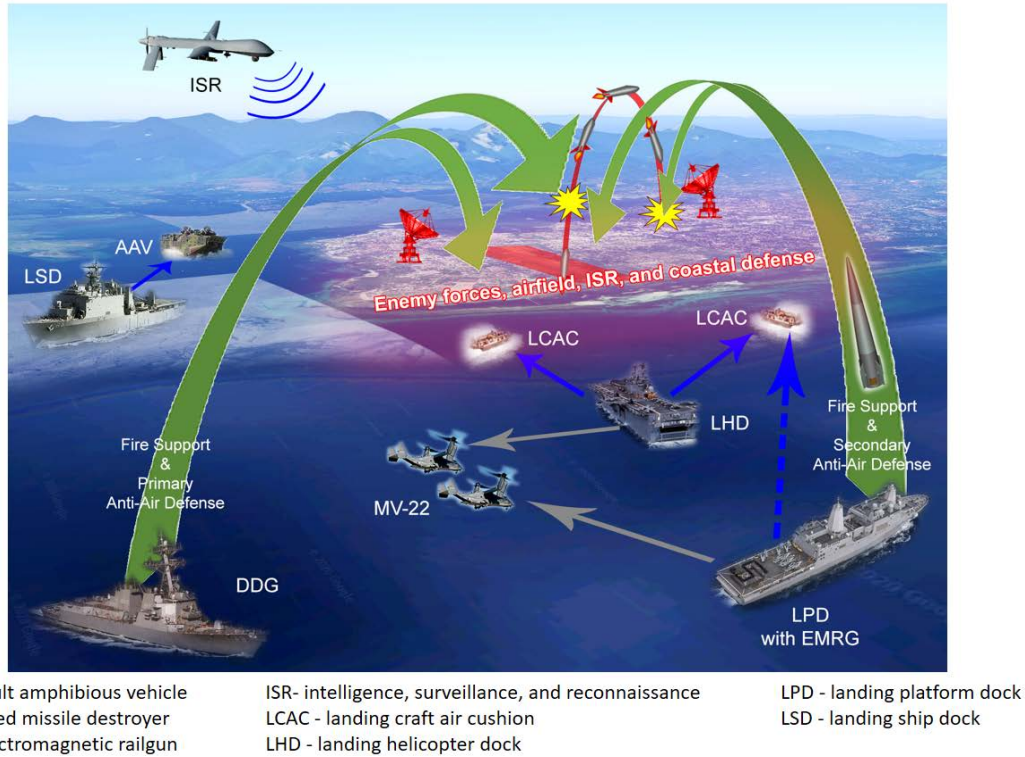 ISR
AAV
LSD
Enemy forces, airfield, ISR, and coastal defense
LCAC
LCAC
LHD
Fire Support
&
Primary
Anti-Air Defense
Fire Support
&
Secondary
Anti-Air Defense
MV-22
DDG
LPD
with EMRG
amphibious vehicle
missile destroyer
railgun
ISR- intelligence, surveillance, and reconnaissance
LCAC - landing craft air cushion
LHD - landing helicopter dock
LPD - landing platform dock
LSD - landing ship dock